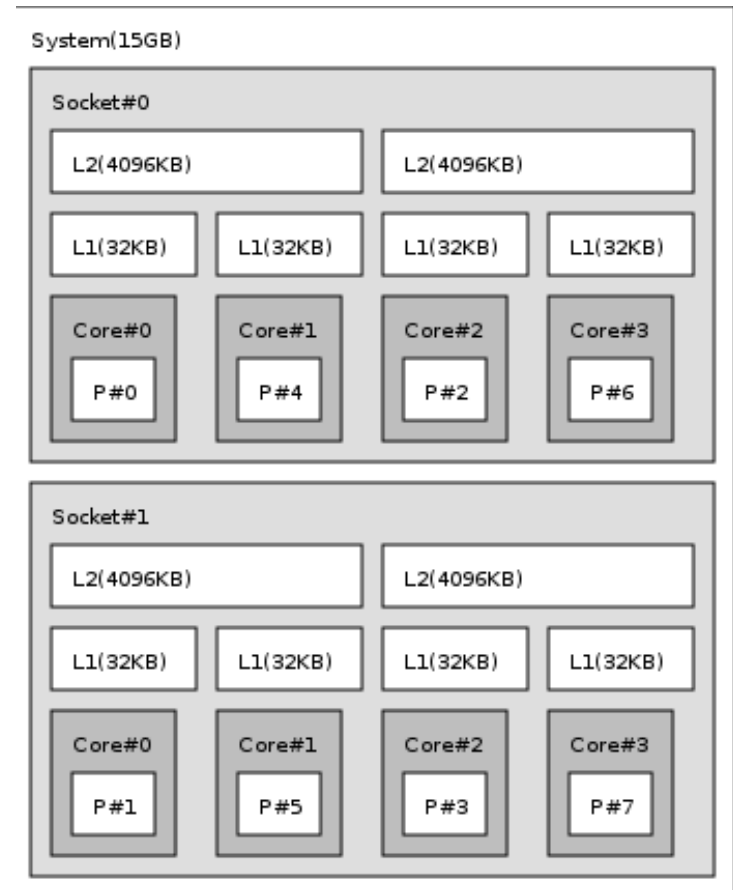 System(15GB)
Socket#0
L2(4096KB) L2(4096KB)
L1(32KB) L1(32KB) L1(32KB) L1(32KB)
Core#0 Core#1 Core#2 Core#3
P#0 P#4 P#2 P#6
Socket#1
L2(4096KB) L2(4096KB)
L1(32KB) L1(32KB) L1(32KB) L1(32KB)
Core#0 Core#1 Core#2 Core#3
P#1 P#5 P#3 P#7